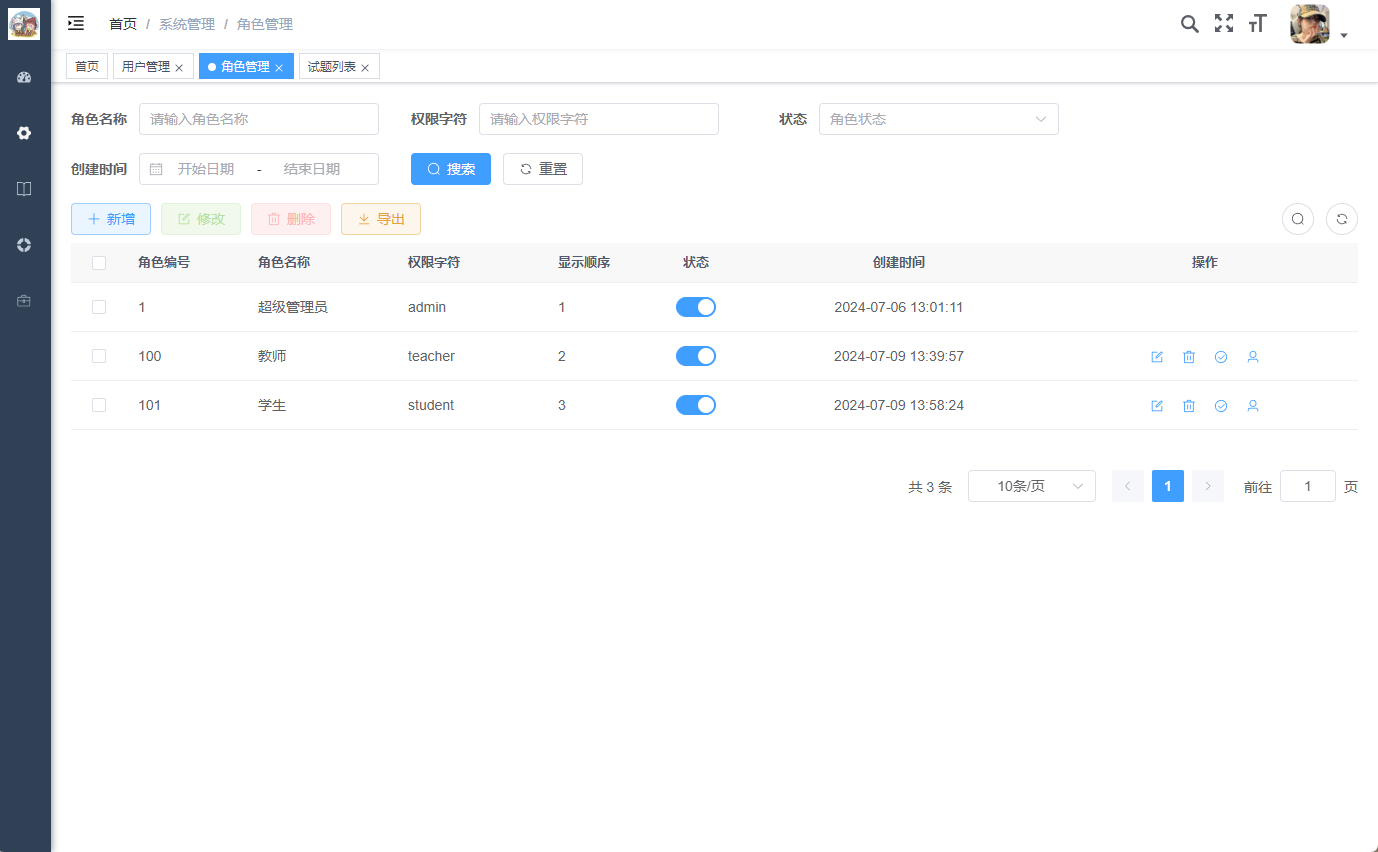 首页 / 系统管理 / 角色管理
首页 用户管理 × 角色管理 × 试题列表 ×
角色名称 请输入角色名称 权限字符 请输入权限字符 状态 角色状态
创建时间 开始日期 - 结束日期 搜索 重置
新增 修改 删除 导出
角色编号 角色名称 权限字符 显示顺序 状态 创建时间 操作
1 超级管理员 admin 1 2024-07-06 13:01:11
100 教师 teacher 2 2024-07-09 13:39:57
101 学生 student 3 2024-07-09 13:58:24
共 3 条 10条/页 1 前往 1 页